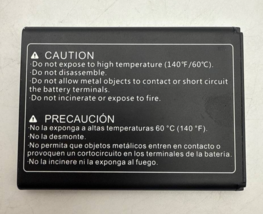 ⚠ CAUTION
·Do not expose to high temperature (140°F/60°C).
·Do not disassemble.
·Do not allow metal objects to contact or short circuit
the battery terminals.
·Do not incinerate or expose to fire.
⚠ PRECAUCIÓN
·No la exponga a altas temperaturas 60 °C (140 °F).
·No la desmonte.
·No permita que objetos metálicos entren en contacto o
provoquen un cortocircuito en los terminales de la batería.
·No la incinere ni la exponga al fuego.